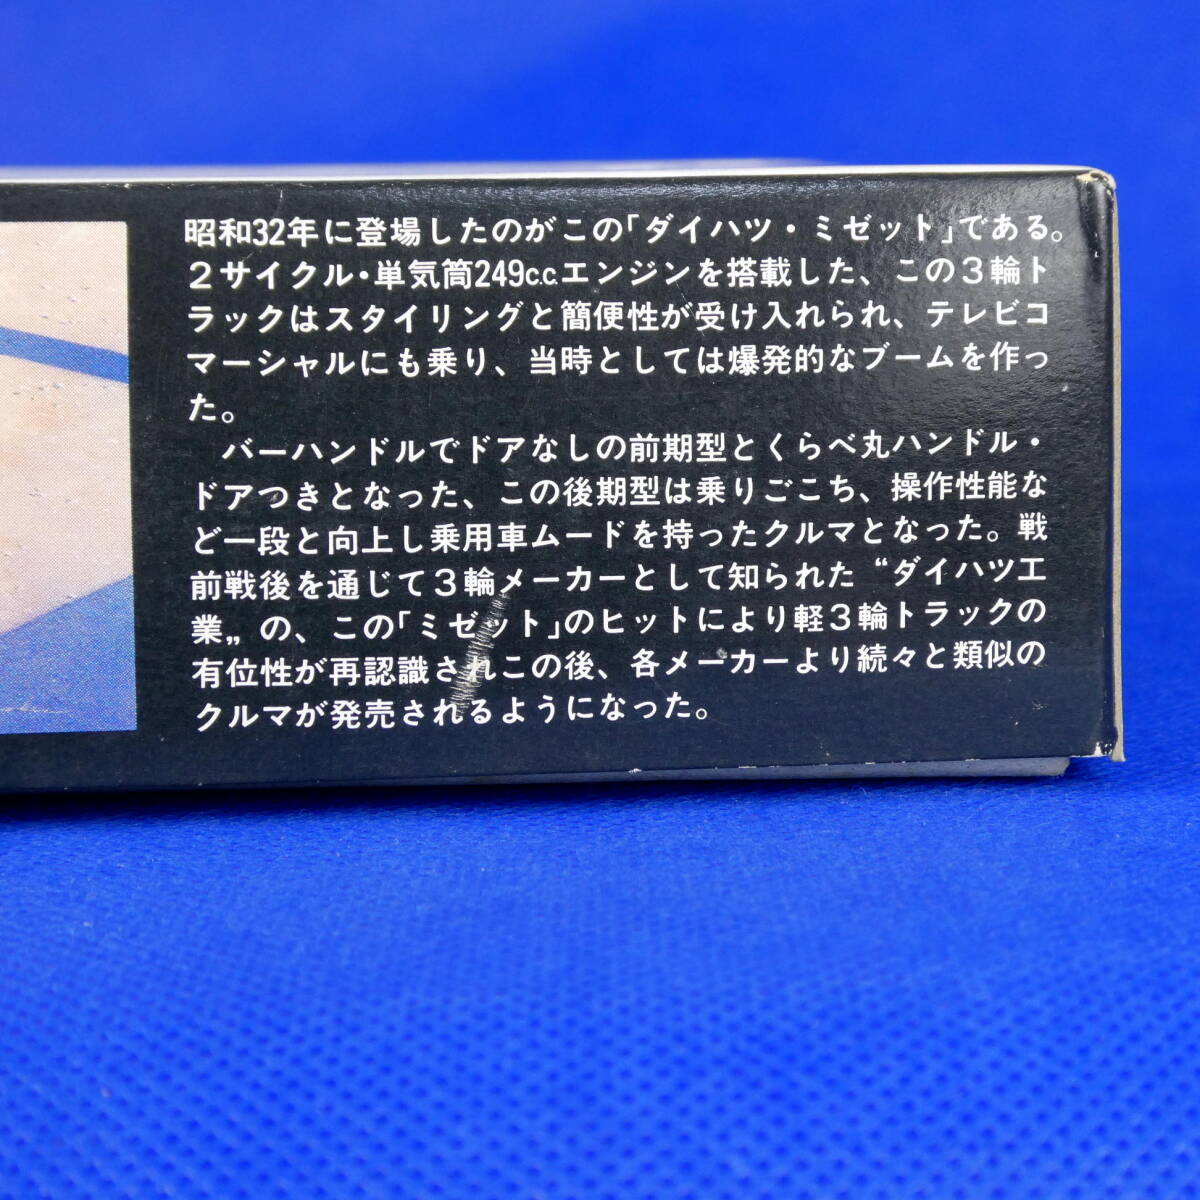 昭和32年に登場したのがこの「ダイハツ・ミゼット」である。
2サイクル・単気筒249c.c.エンジンを搭載した、この3輪ト
ラックはスタイリングと簡便性が受け入れられ、テレビコ
マーシャルにも乗り、当時としては爆発的なブームを作っ
た。
バーハンドルでドアなしの前期型とくらべ丸ハンドル・
ドアつきとなった、この後期型は乗りごこち、操作性能な
ど一段と向上し乗用車ムードを持ったクルマとなった。戦
前戦後を通じて3輪メーカーとして知られた“ダイハツ工
業„の、この「ミゼット」のヒットにより軽3輪トラックの
有位性が再認識されこの後、各メーカーより続々と類似の
クルマが発売されるようになった。